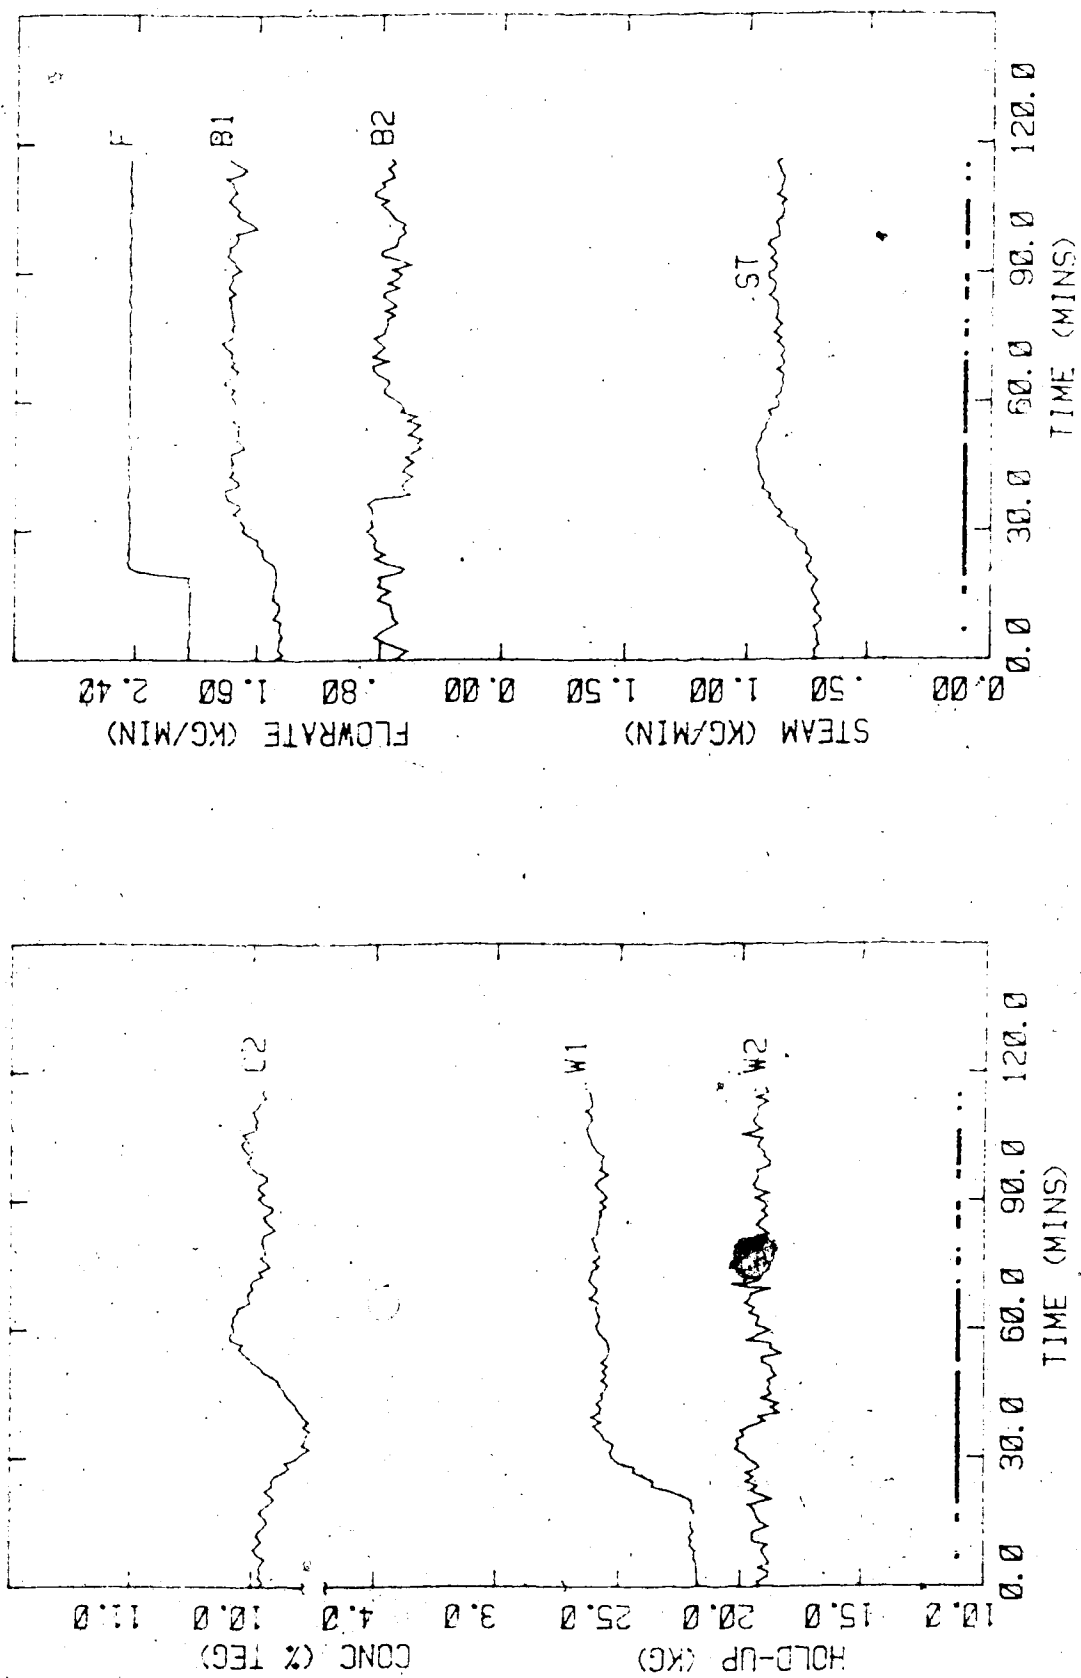 2.40
1.60
.80
0.00
FLOWRATE (KG/MIN)
1.50
1.00
.50
0.00
STEAM (KG/MIN)
F
B1
B2
ST
0.0
30.0
60.0
90.0
120.0
TIME (MINS)
11.0
10.0
4.0
3.0
CONC (% TEG)
25.0
20.0
15.0
10.0
HOLD-UP (KG)
C2
W1
W2
0.0
30.0
60.0
90.0
120.0
TIME (MINS)